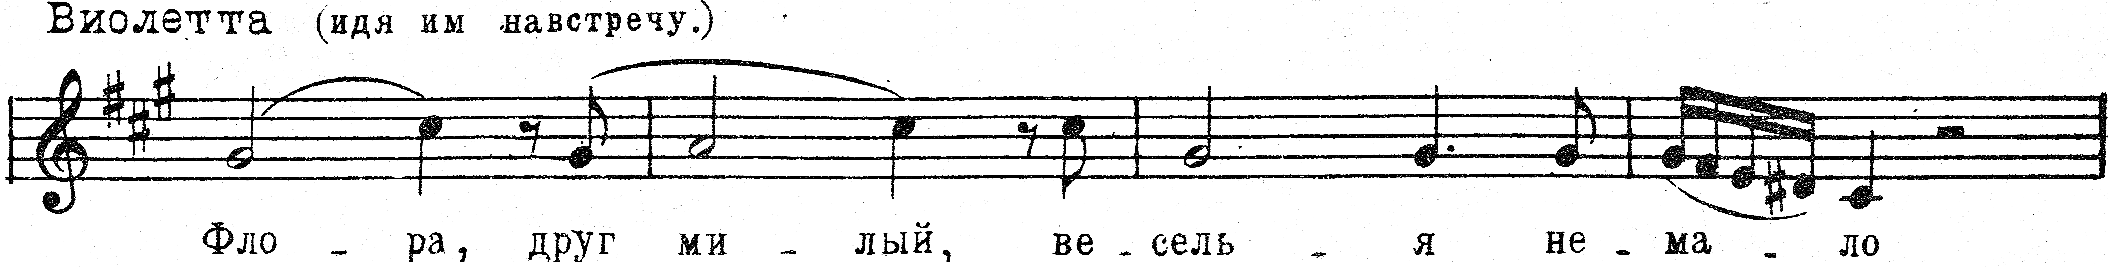 Виолетта (идя им навстречу.)
Фло - ра, друг ми - лый, ве - сель - я не - ма - ло